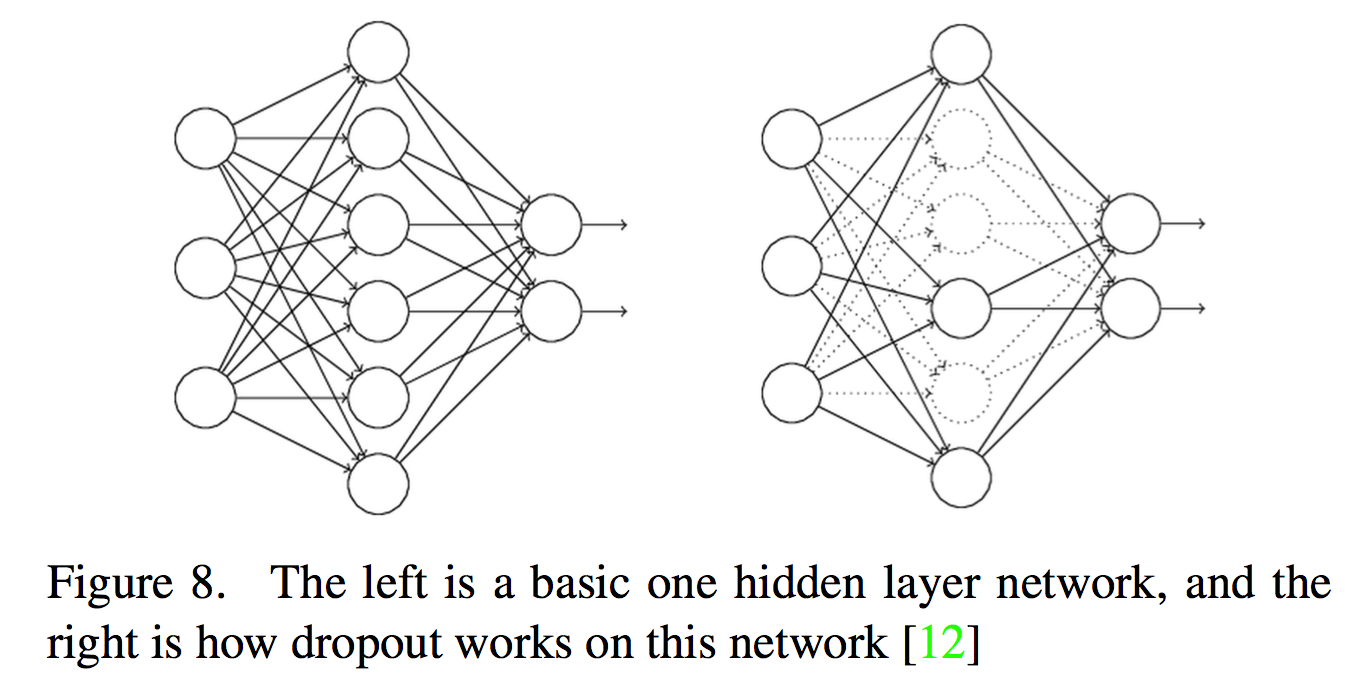 Figure 8. The left is a basic one hidden layer network, and the
right is how dropout works on this network [12]